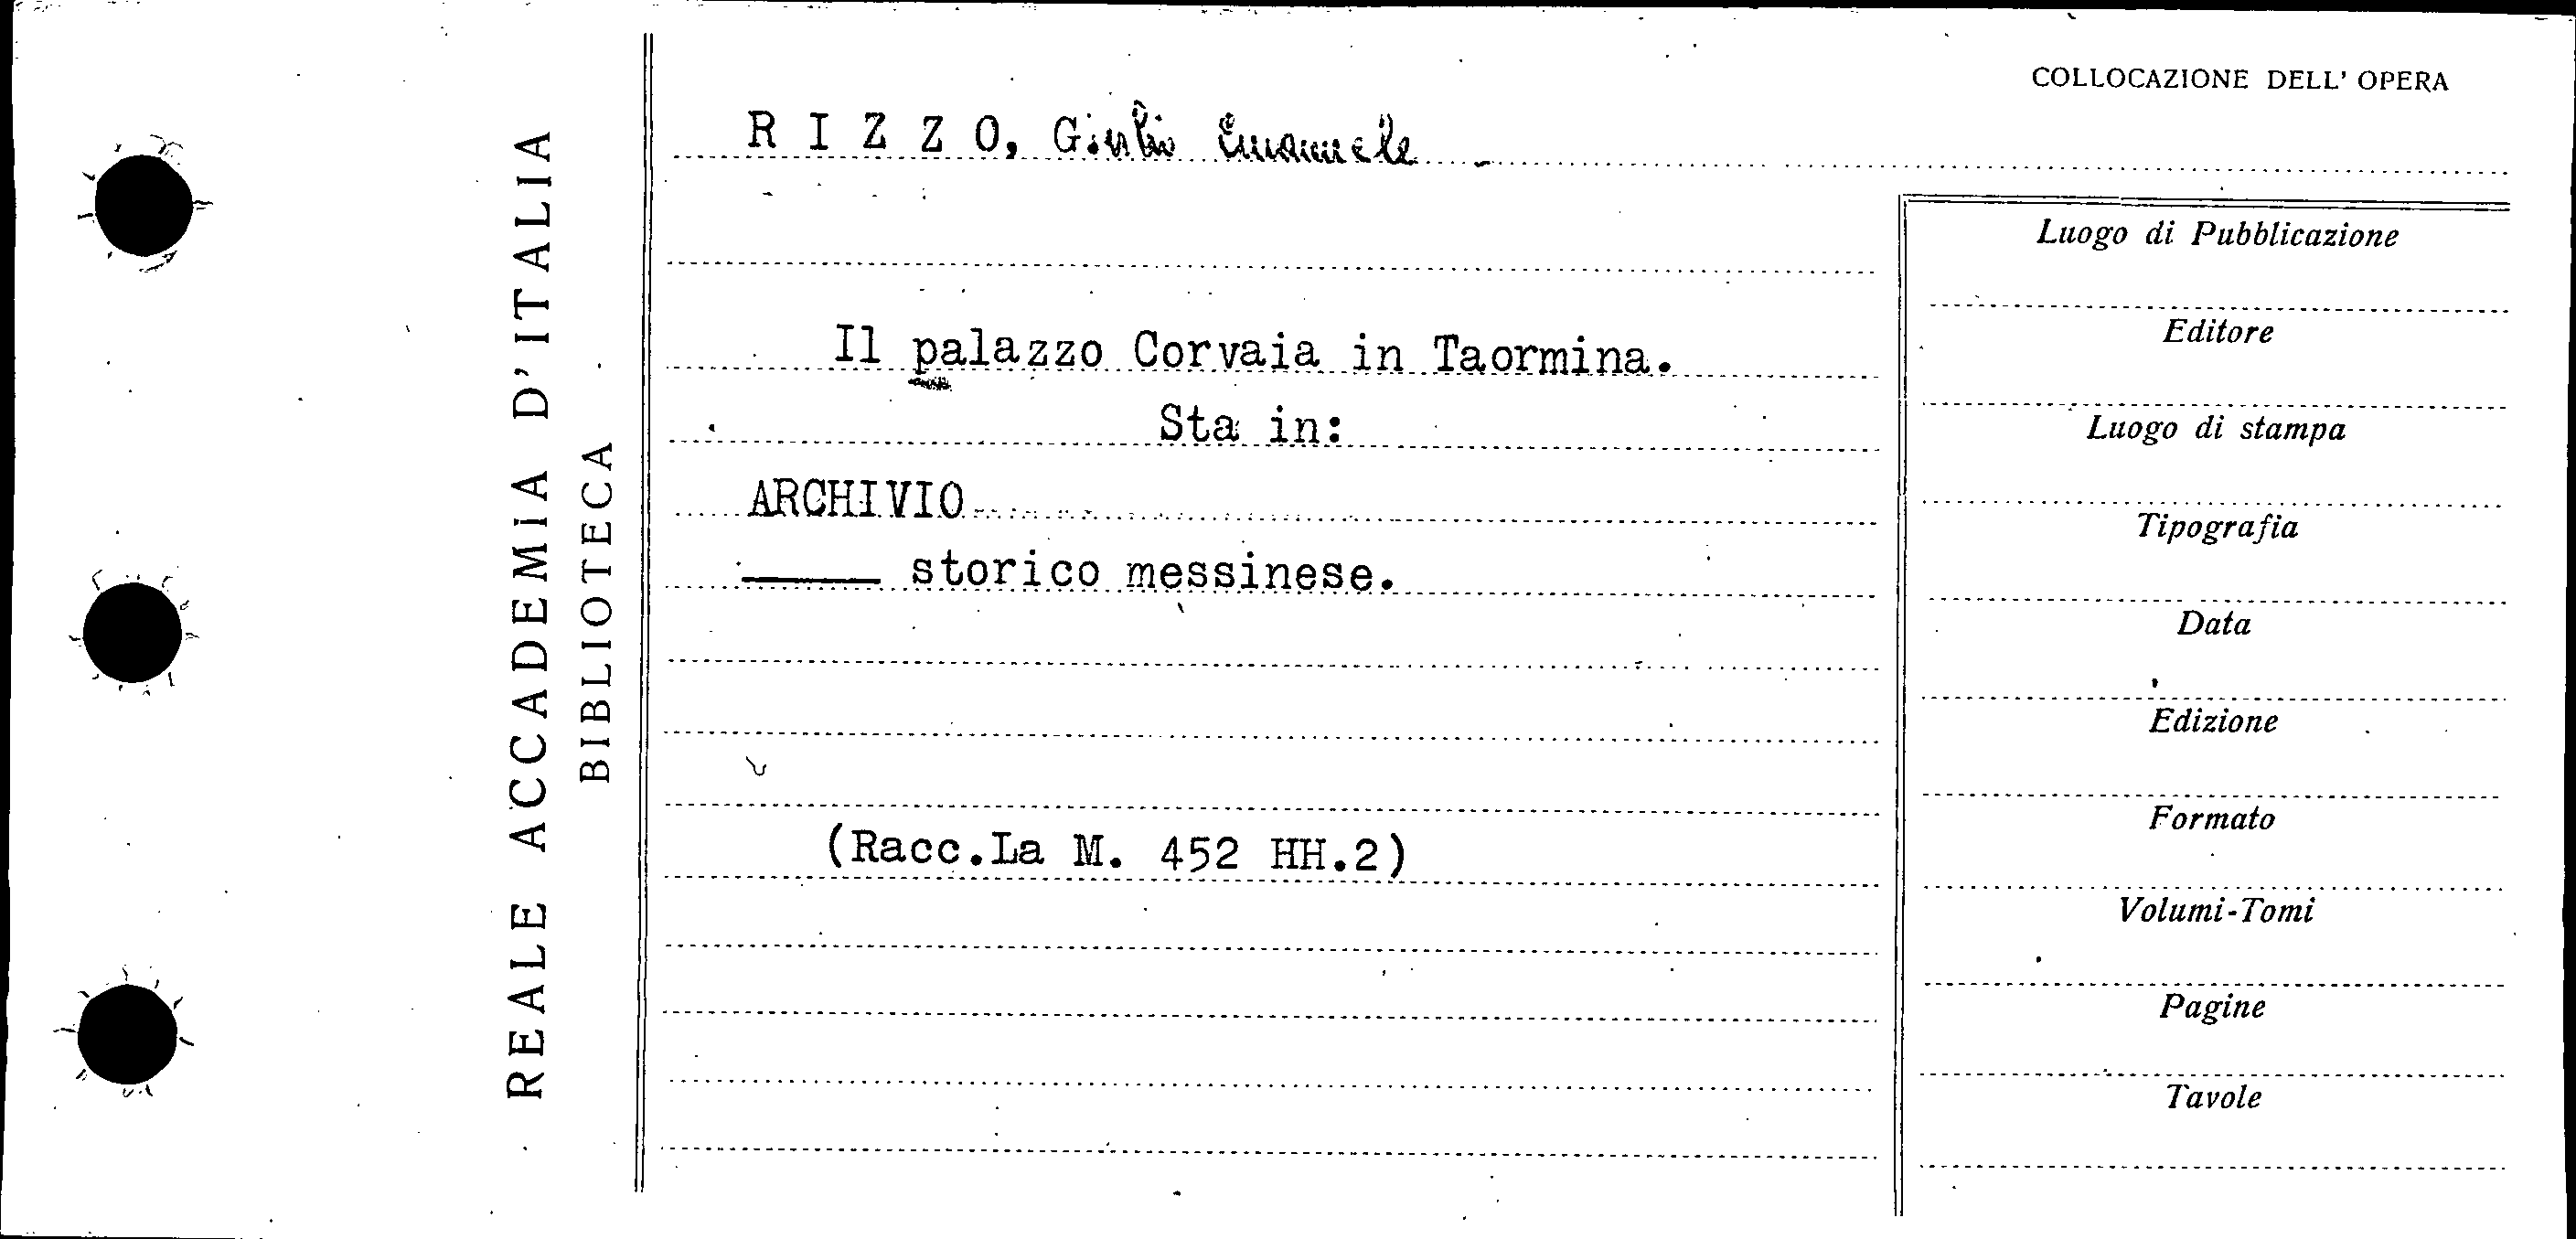 REALE ACCADEMIA D'ITALIA
BIBLIOTECA
COLLOCAZIONE DELL' OPERA
RIZZO, Giulio Emanuele
Il palazzo Corvaia in Taormina.
Sta in:
ARCHIVIO
——— storico messinese.
(Racc.La M. 452 HH.2)
Luogo di Pubblicazione
Editore
Luogo di stampa
Tipografia
Data
Edizione
Formato
Volumi-Tomi
Pagine
Tavole